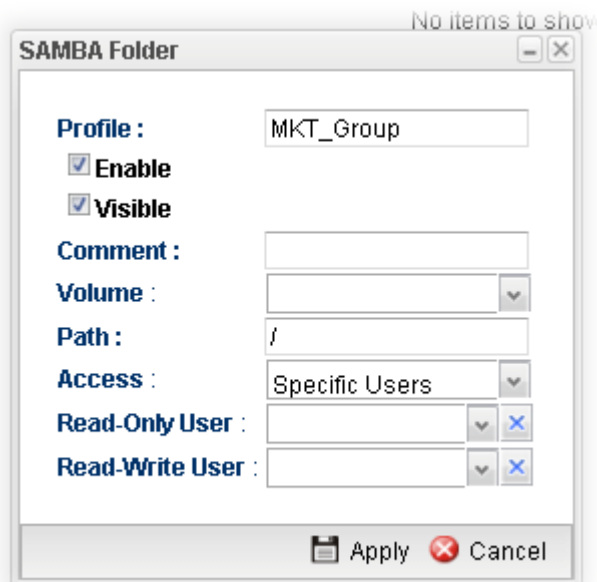 No items to show
SAMBA Folder
Profile : MKT_Group
Enable
Visible
Comment :
Volume :
Path : /
Access : Specific Users
Read-Only User :
Read-Write User :
Apply Cancel